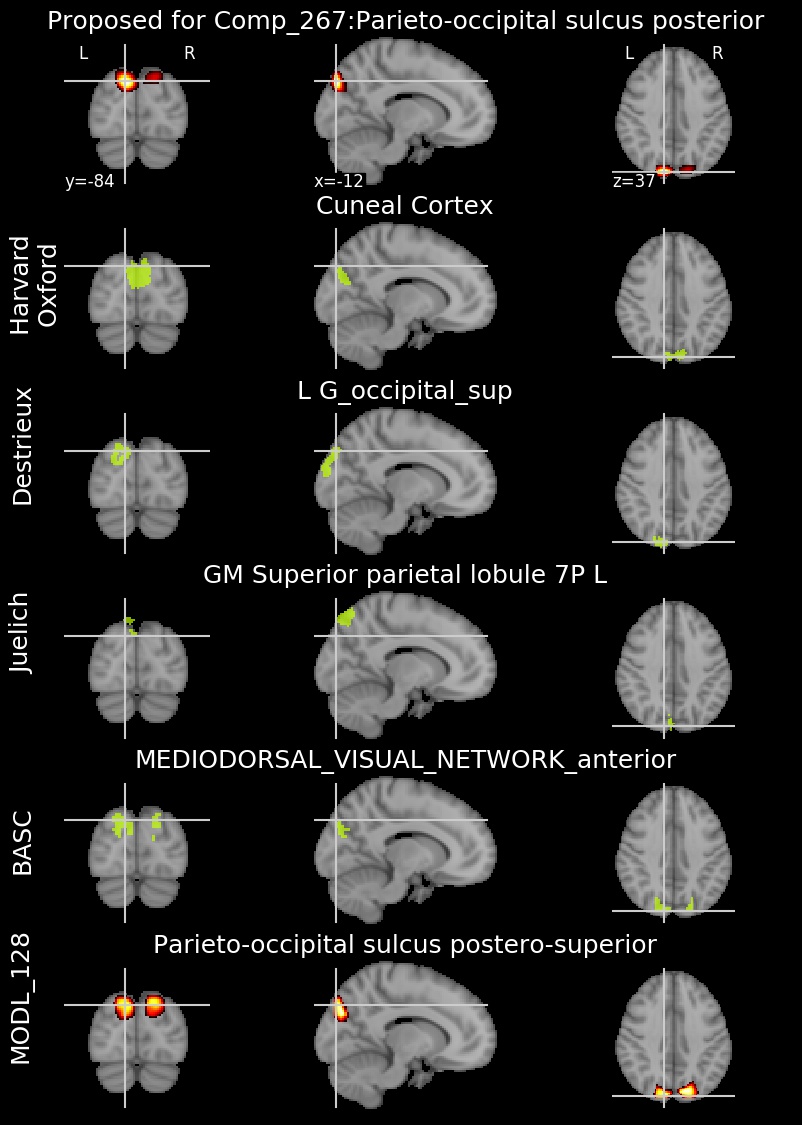 Proposed for Comp_267:Parieto-occipital sulcus posterior
L R
L R
y=-84
x=-12
z=37
Cuneal Cortex
Harvard
Oxford
L G_occipital_sup
Destrieux
GM Superior parietal lobule 7P L
Juelich
MEDIODORSAL_VISUAL_NETWORK_anterior
BASC
Parieto-occipital sulcus postero-superior
MODL_128